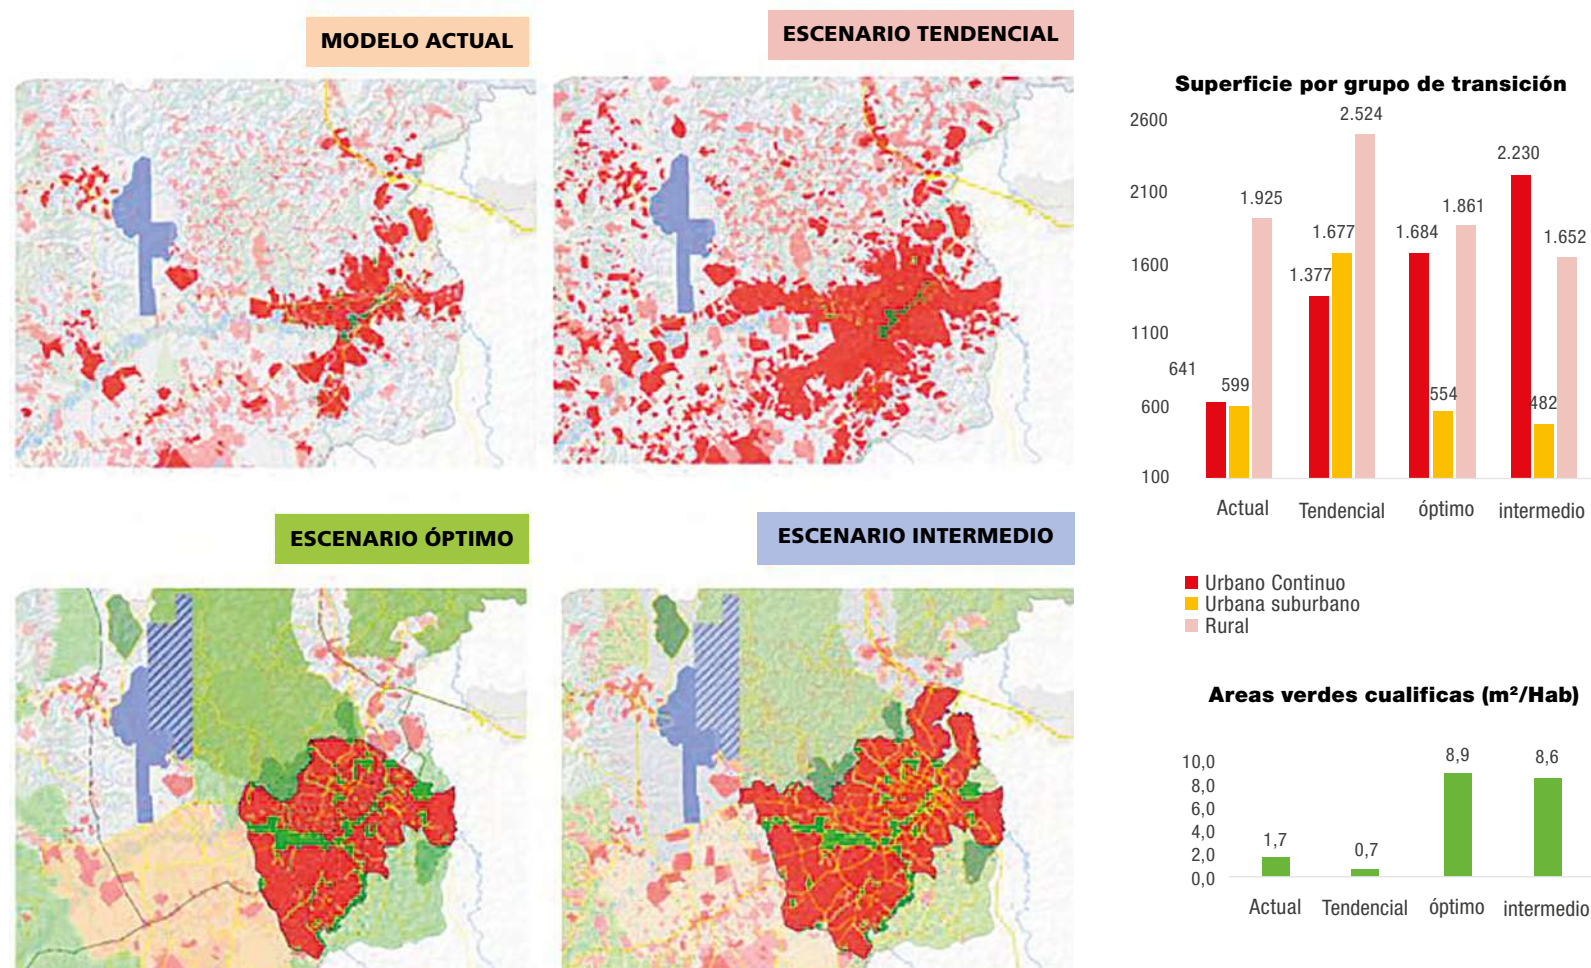 MODELO ACTUAL
ESCENARIO TENDENCIAL
ESCENARIO ÓPTIMO
ESCENARIO INTERMEDIO
Superficie por grupo de transición
2600
2100
1600
1100
600
100
641
599
1.925
1.377
1.677
2.524
1.684
554
1.861
2.230
482
1.652
Actual
Tendencial
óptimo
intermedio
Urbano Continuo
Urbana suburbano
Rural
Areas verdes cualificas (m²/Hab)
10,0
8,0
6,0
4,0
2,0
0,0
1,7
0,7
8,9
8,6
Actual
Tendencial
óptimo
intermedio